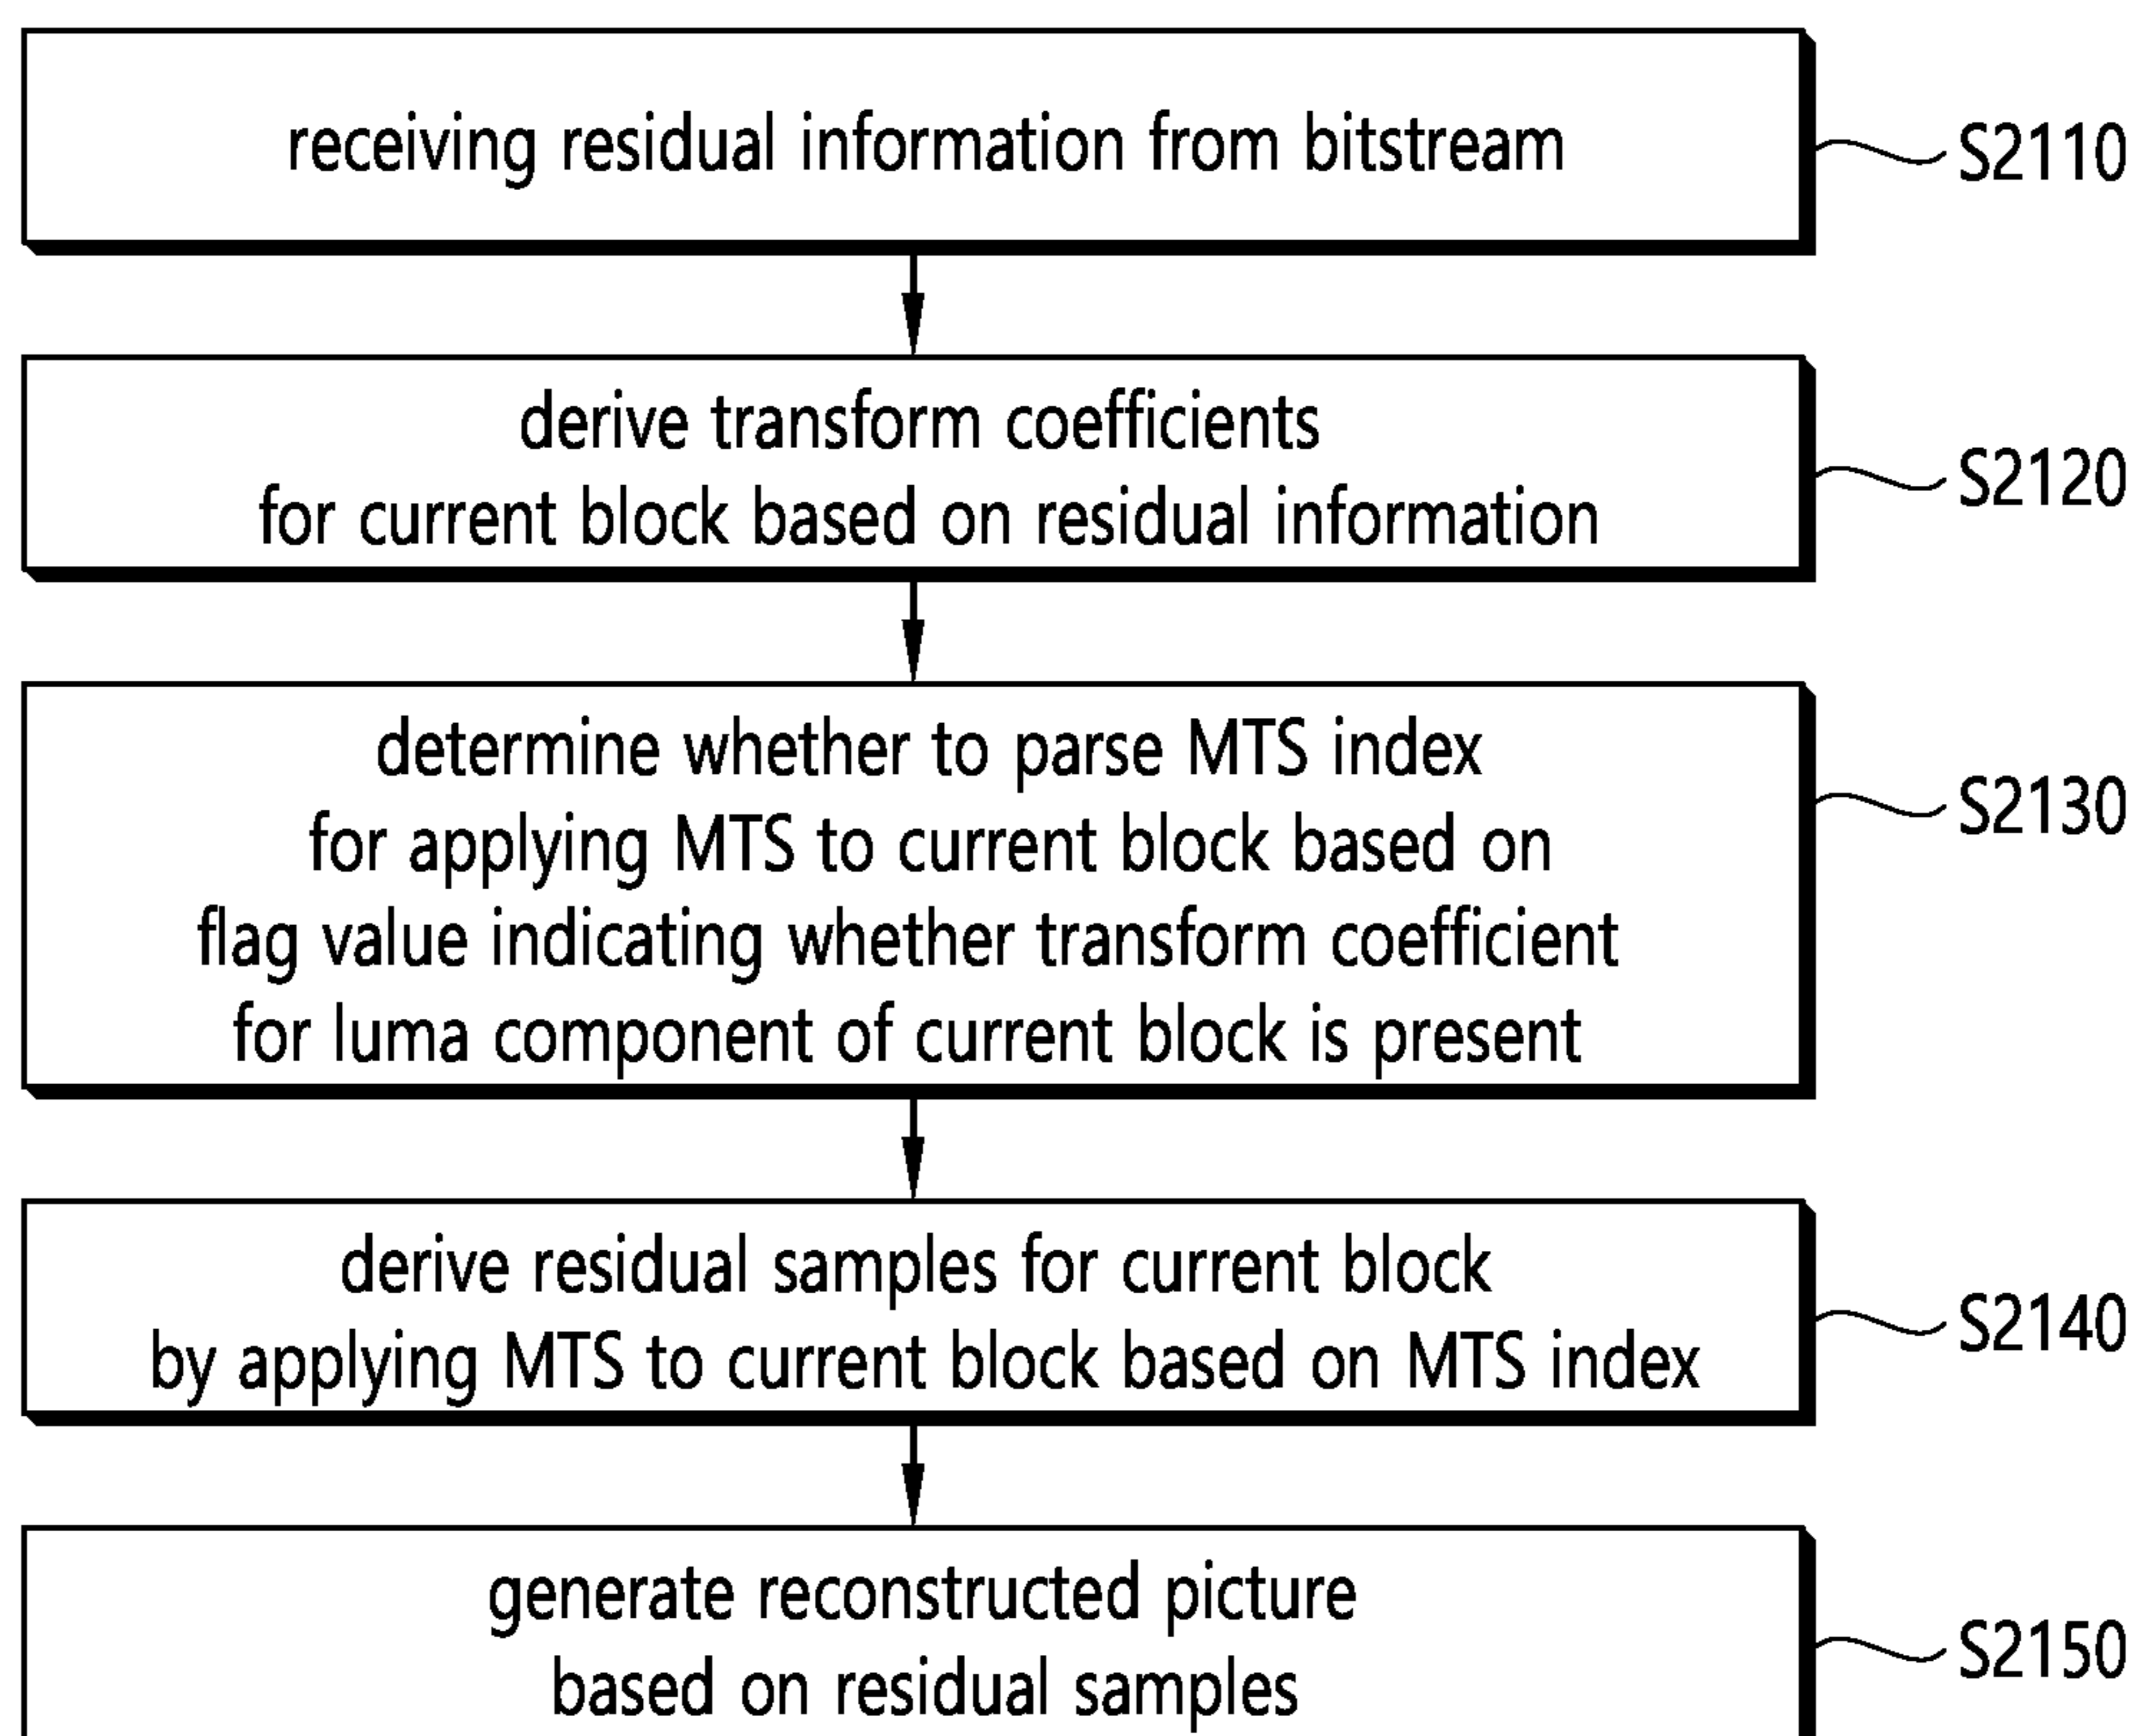 receiving residual information from bitstream
S2110
derive transform coefficients
for current block based on residual information
S2120
determine whether to parse MTS index
for applying MTS to current block based on
flag value indicating whether transform coefficient
for luma component of current block is present
S2130
derive residual samples for current block
by applying MTS to current block based on MTS index
S2140
generate reconstructed picture
based on residual samples
S2150